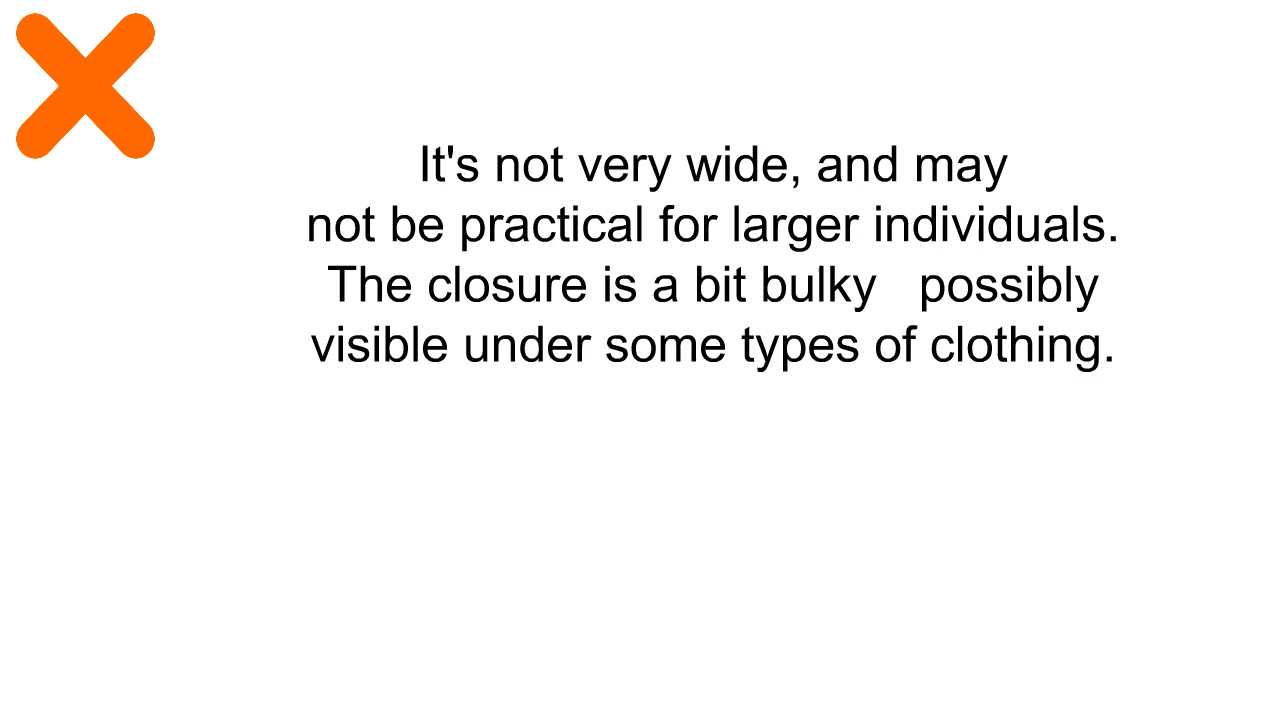 It's not very wide, and may
not be practical for larger individuals.
The closure is a bit bulky   possibly
visible under some types of clothing.